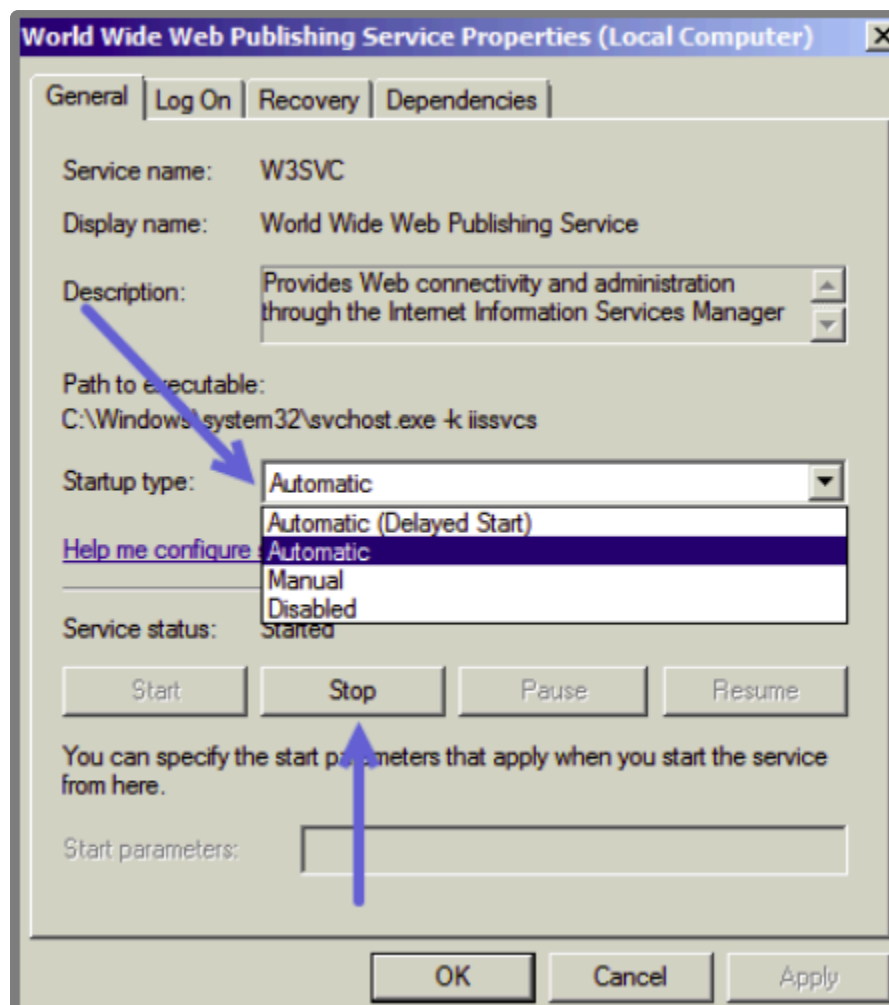 World Wide Web Publishing Service Properties (Local Computer)
General Log On Recovery Dependencies
Service name: W3SVC
Display name: World Wide Web Publishing Service
Description: Provides Web connectivity and administration
through the Internet Information Services Manager
Path to executable:
C:\Windows\system32\svchost.exe -k iissvcs
Startup type: Automatic
Automatic (Delayed Start)
Help me configure Automatic
Manual
Disabled
Service status: Started
Start Stop Pause Resume
You can specify the start parameters that apply when you start the service
from here.
Start parameters:
OK Cancel Apply